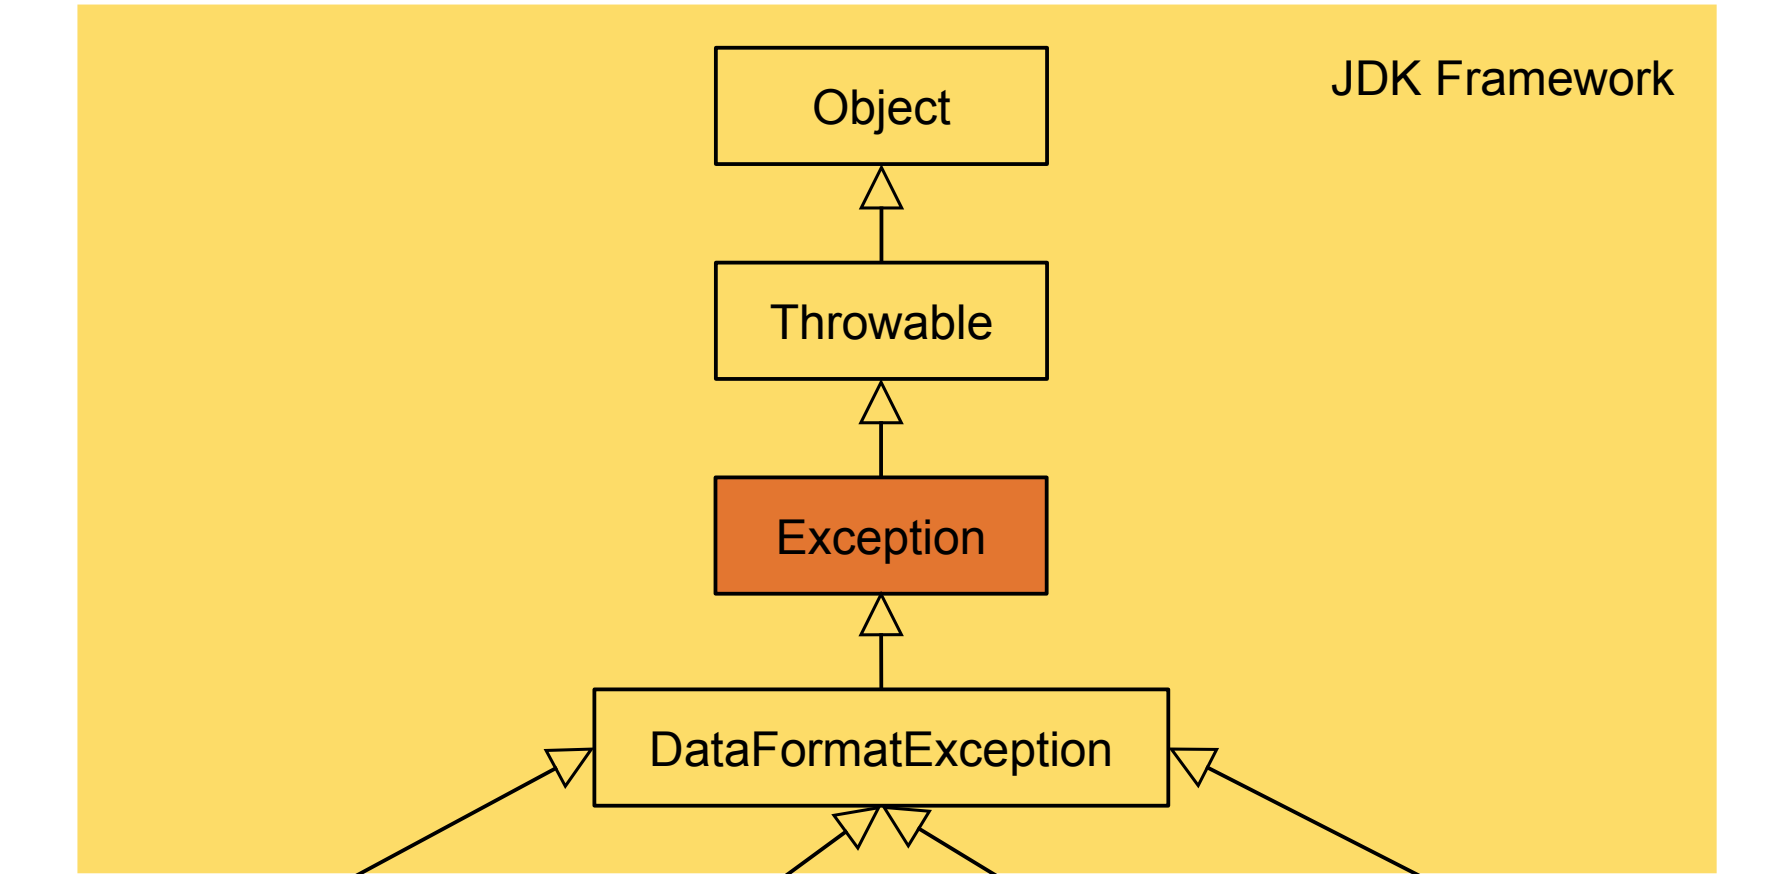 JDK Framework
Object
Throwable
Exception
DataFormatException